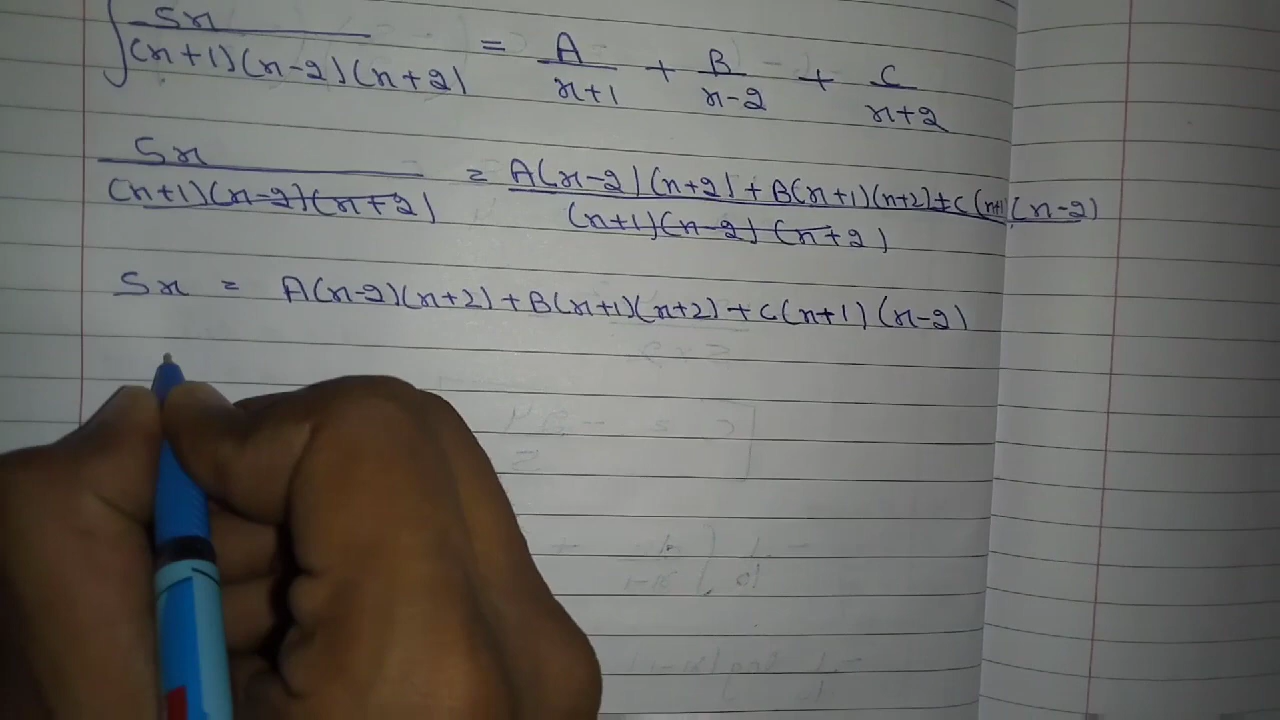 ∫ 5x / (x+1)(x-2)(x+2) = A / x+1 + B / x-2 + C / x+2
5x / (x+1)(x-2)(x+2) = A(x-2)(x+2) + B(x+1)(x+2) + C(x+1)(x-2) / (x+1)(x-2)(x+2)
5x = A(x-2)(x+2) + B(x+1)(x+2) + C(x+1)(x-2)